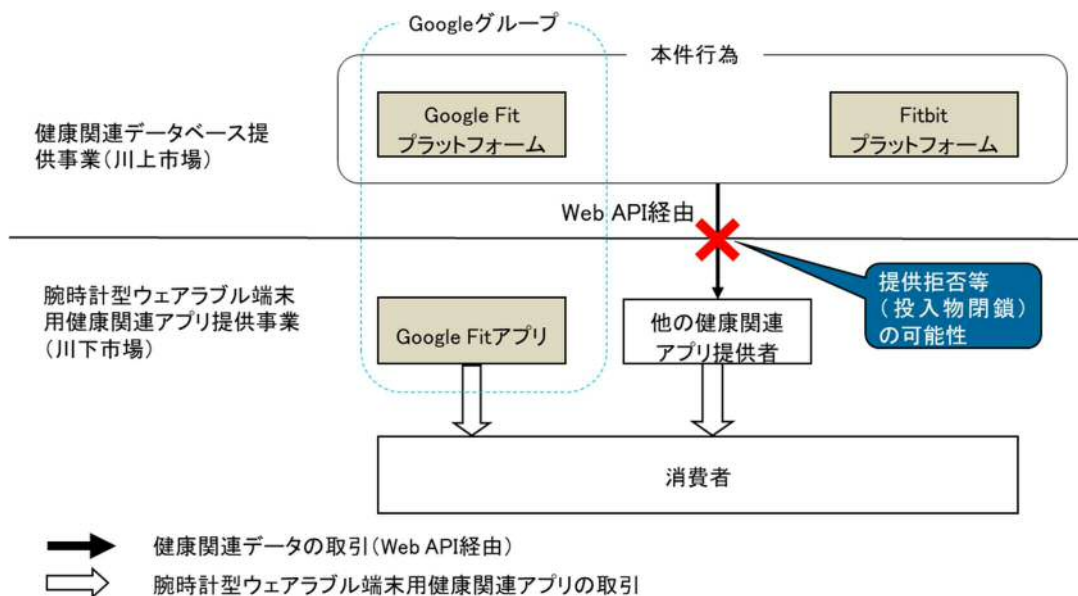 Googleグループ
本件行為
健康関連データベース提
供事業(川上市場)
Google Fit
プラットフォーム
Fitbit
プラットフォーム
Web API経由
腕時計型ウェアラブル端末
用健康関連アプリ提供事業
(川下市場)
Google Fitアプリ
他の健康関連
アプリ提供者
提供拒否等
(投入物閉鎖)
の可能性
消費者
健康関連データの取引(Web API経由)
腕時計型ウェアラブル端末用健康関連アプリの取引